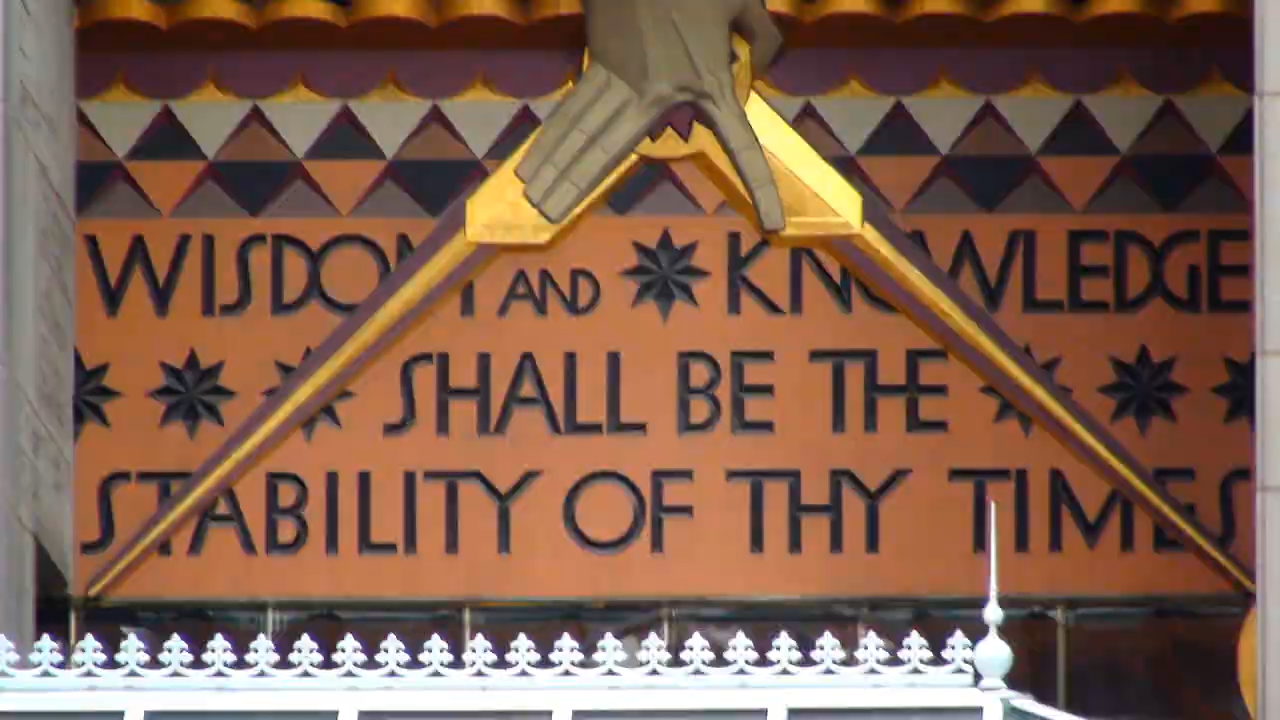 WISDOM AND KNOWLEDGE
SHALL BE THE
STABILITY OF THY TIMES